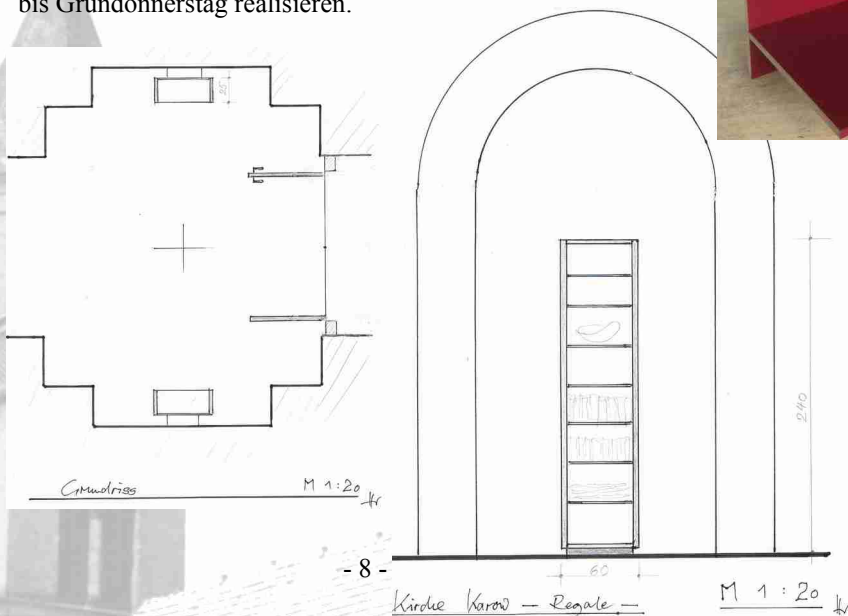 bis Gründonnerstag realisieren.
25
Grundriss M 1:20
240
60
- 8 -
Kirche Karow – Regale – M 1:20